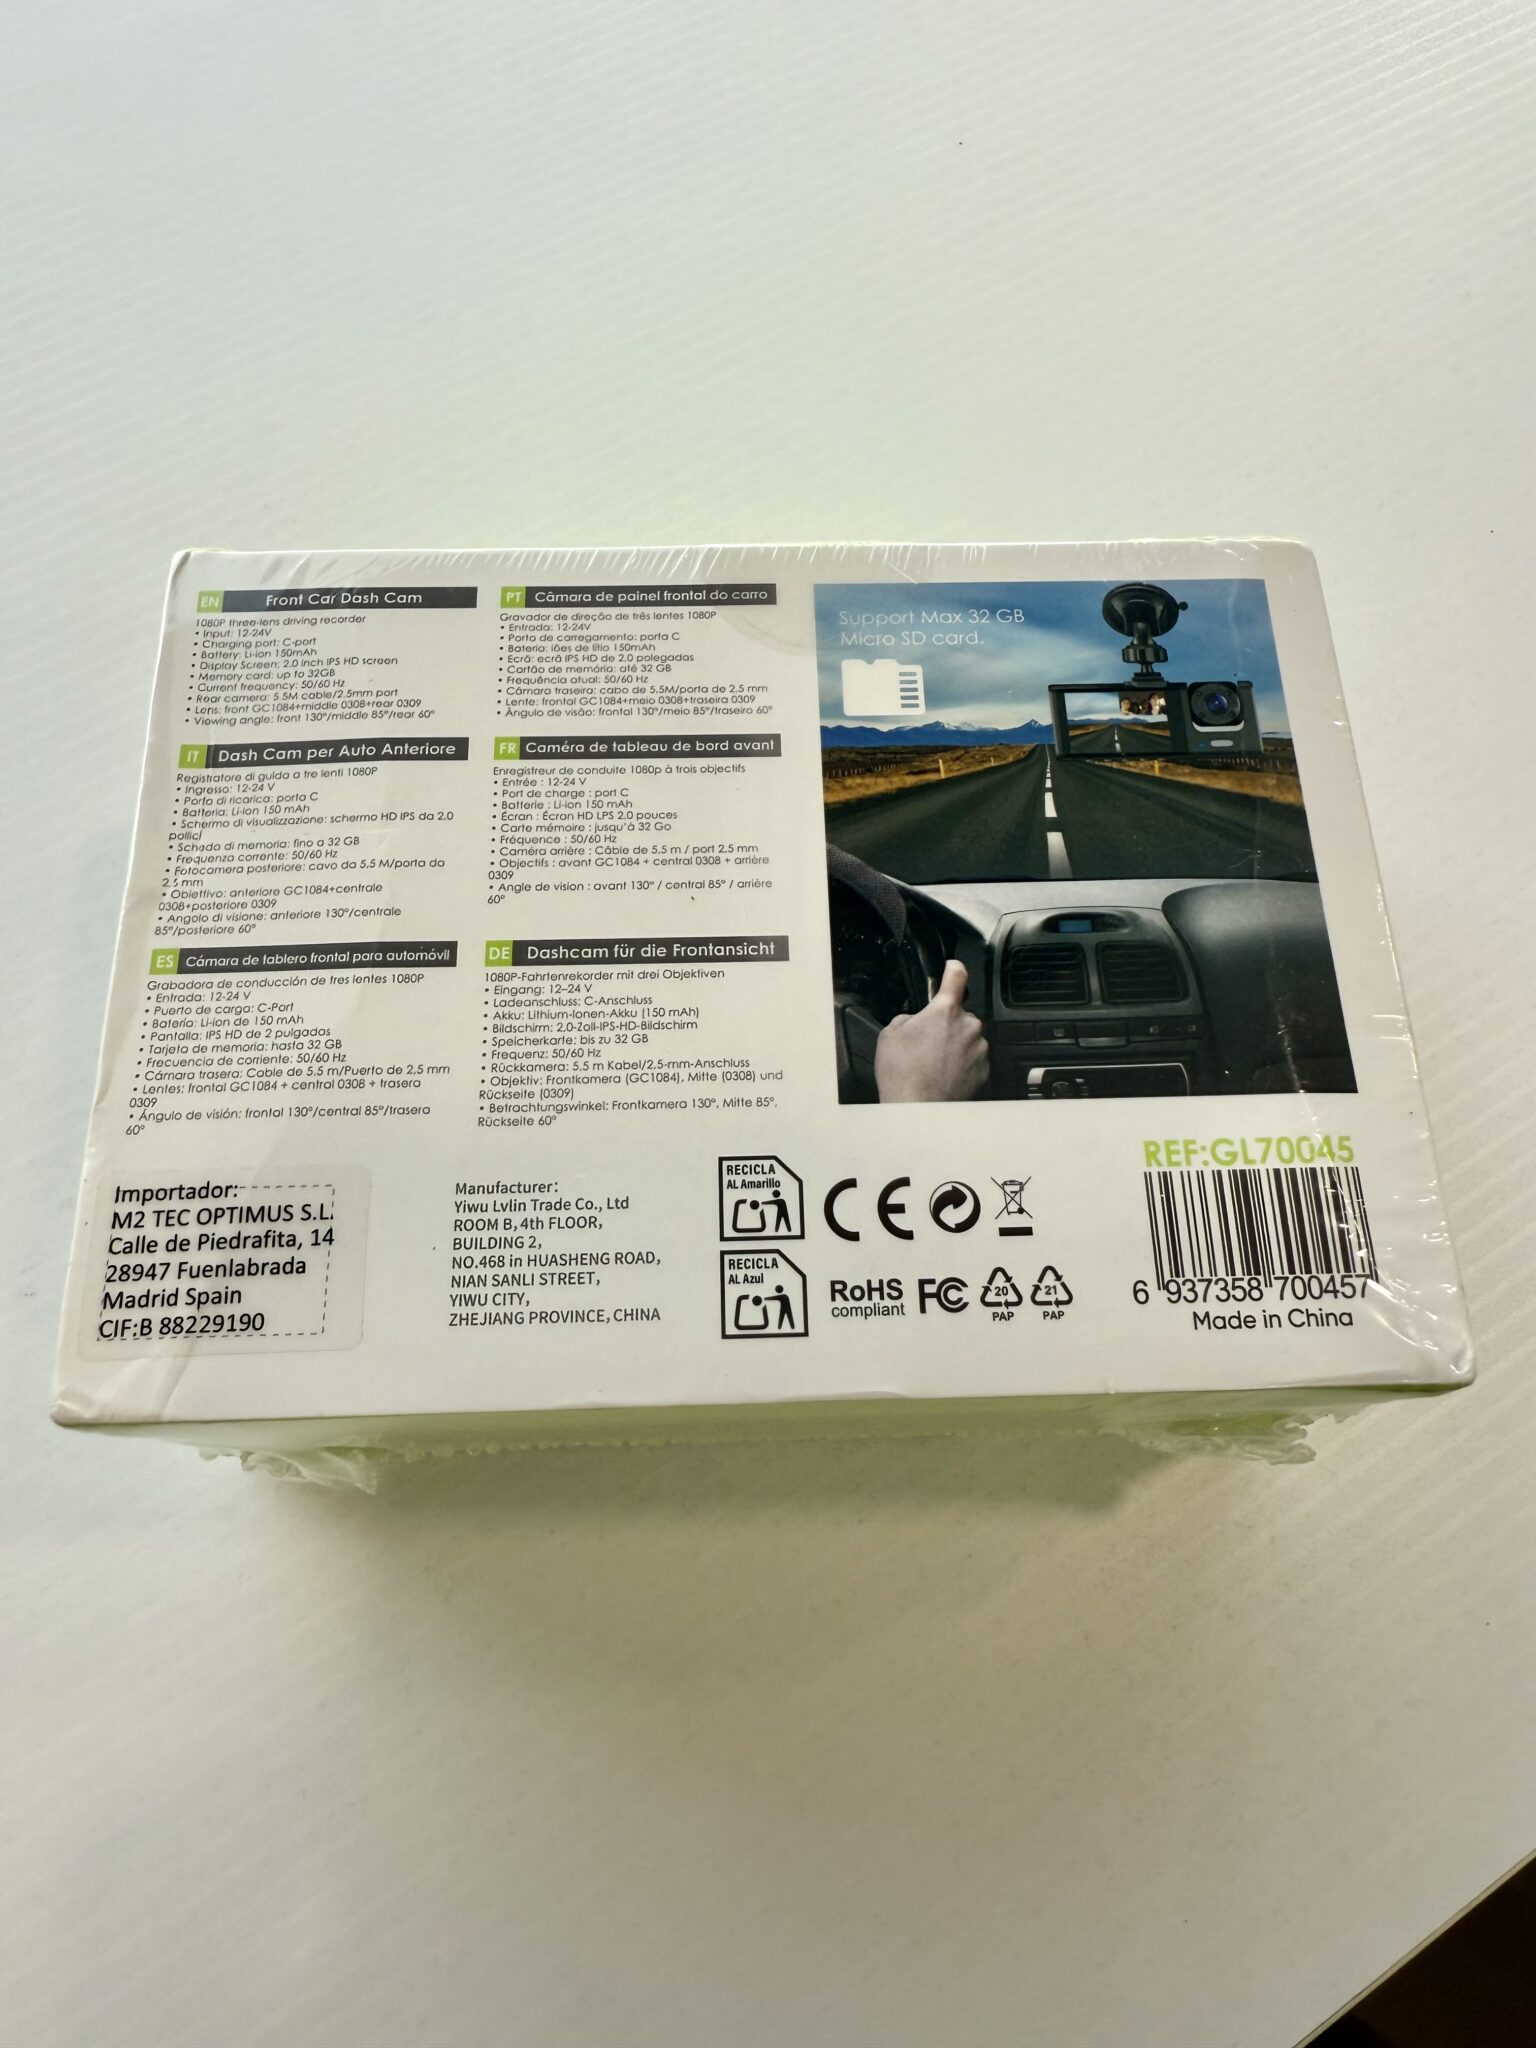 EN Front Car Dash Cam
1080P three-lens driving recorder
• Input: 12-24V
• Charging port: C-port
• Battery: Li-ion 150mAh
• Display Screen: 2.0 inch IPS HD screen
• Memory card: up to 32GB
• Current frequency: 50/60 Hz
• Rear camera: 5.5M cable/2.5mm port
• Lens: front GC1084+middle 0308+rear 0309
• Viewing angle: front 130°/middle 85°/rear 60°
PT Câmara de painel frontal do carro
Gravador de direção de três lentes 1080P
• Entrada: 12-24V
• Porto de carregamento: porta C
• Bateria: iões de lítio 150mAh
• Ecrã: ecrã IPS HD de 2.0 polegadas
• Cartão de memória: até 32 GB
• Frequência atual: 50/60 Hz
• Câmara traseira: cabo de 5.5M/porta de 2,5 mm
• Lente: frontal GC1084+meio 0308+traseira 0309
• Ângulo de visão: frontal 130°/meio 85°/traseiro 60°
IT Dash Cam per Auto Anteriore
Registratore di guida a tre lenti 1080P
• Ingresso: 12-24 V
• Porta di ricarica: porta C
• Batteria: Li-ion 150 mAh
• Schermo di visualizzazione: schermo HD IPS da 2,0
pollici
• Scheda di memoria: fino a 32 GB
• Frequenza corrente: 50/60 Hz
• Fotocamera posteriore: cavo da 5,5 M/porta da
2,5 mm
• Obiettivo: anteriore GC1084+centrale
0308+posteriore 0309
• Angolo di visione: anteriore 130°/centrale
85°/posteriore 60°
FR Caméra de tableau de bord avant
Enregistreur de conduite 1080p à trois objectifs
• Entrée : 12-24 V
• Port de charge : port C
• Batterie : Li-ion 150 mAh
• Écran : Écran HD LPS 2.0 pouces
• Carte mémoire : jusqu'à 32 Go
• Fréquence : 50/60 Hz
• Caméra arrière : Câble de 5,5 m / port 2,5 mm
• Objectifs : avant GC1084 + central 0308 + arrière
0309
• Angle de vision : avant 130° / central 85° / arrière
60°
ES Cámara de tablero frontal para automóvil
Grabadora de conducción de tres lentes 1080P
• Entrada: 12-24 V
• Puerto de carga: C-Port
• Batería: Li-ion de 150 mAh
• Pantalla: IPS HD de 2 pulgadas
• Tarjeta de memoria: hasta 32 GB
• Frecuencia de corriente: 50/60 Hz
• Cámara trasera: Cable de 5,5 m/Puerto de 2,5 mm
• Lentes: frontal GC1084 + central 0308 + trasera
0309
• Ángulo de visión: frontal 130°/central 85°/trasera
60°
DE Dashcam für die Frontansicht
1080P-Fahrtenrekorder mit drei Objektiven
• Eingang: 12–24 V
• Ladeanschluss: C-Anschluss
• Akku: Lithium-Ionen-Akku (150 mAh)
• Bildschirm: 2,0-Zoll-IPS-HD-Bildschirm
• Speicherkarte: bis zu 32 GB
• Frequenz: 50/60 Hz
• Rückkamera: 5,5 m Kabel/2,5-mm-Anschluss
• Objektiv: Frontkamera (GC1084), Mitte (0308) und
Rückseite (0309)
• Betrachtungswinkel: Frontkamera 130°, Mitte 85°,
Rückseite 60°
Support Max 32 GB
Micro SD card.
Importador:
M2 TEC OPTIMUS S.L.
Calle de Piedrafita, 14
28947 Fuenlabrada
Madrid Spain
CIF:B 88229190
Manufacturer:
Yiwu Lvlin Trade Co., Ltd
ROOM B, 4th FLOOR,
BUILDING 2,
NO.468 in HUASHENG ROAD,
NIAN SANLI STREET,
YIWU CITY,
ZHEJIANG PROVINCE, CHINA
RECICLA
AL Amarillo
RECICLA
AL Azul
CE
RoHS
compliant
FC
20
PAP
21
PAP
REF:GL70045
6 937358 700457
Made in China